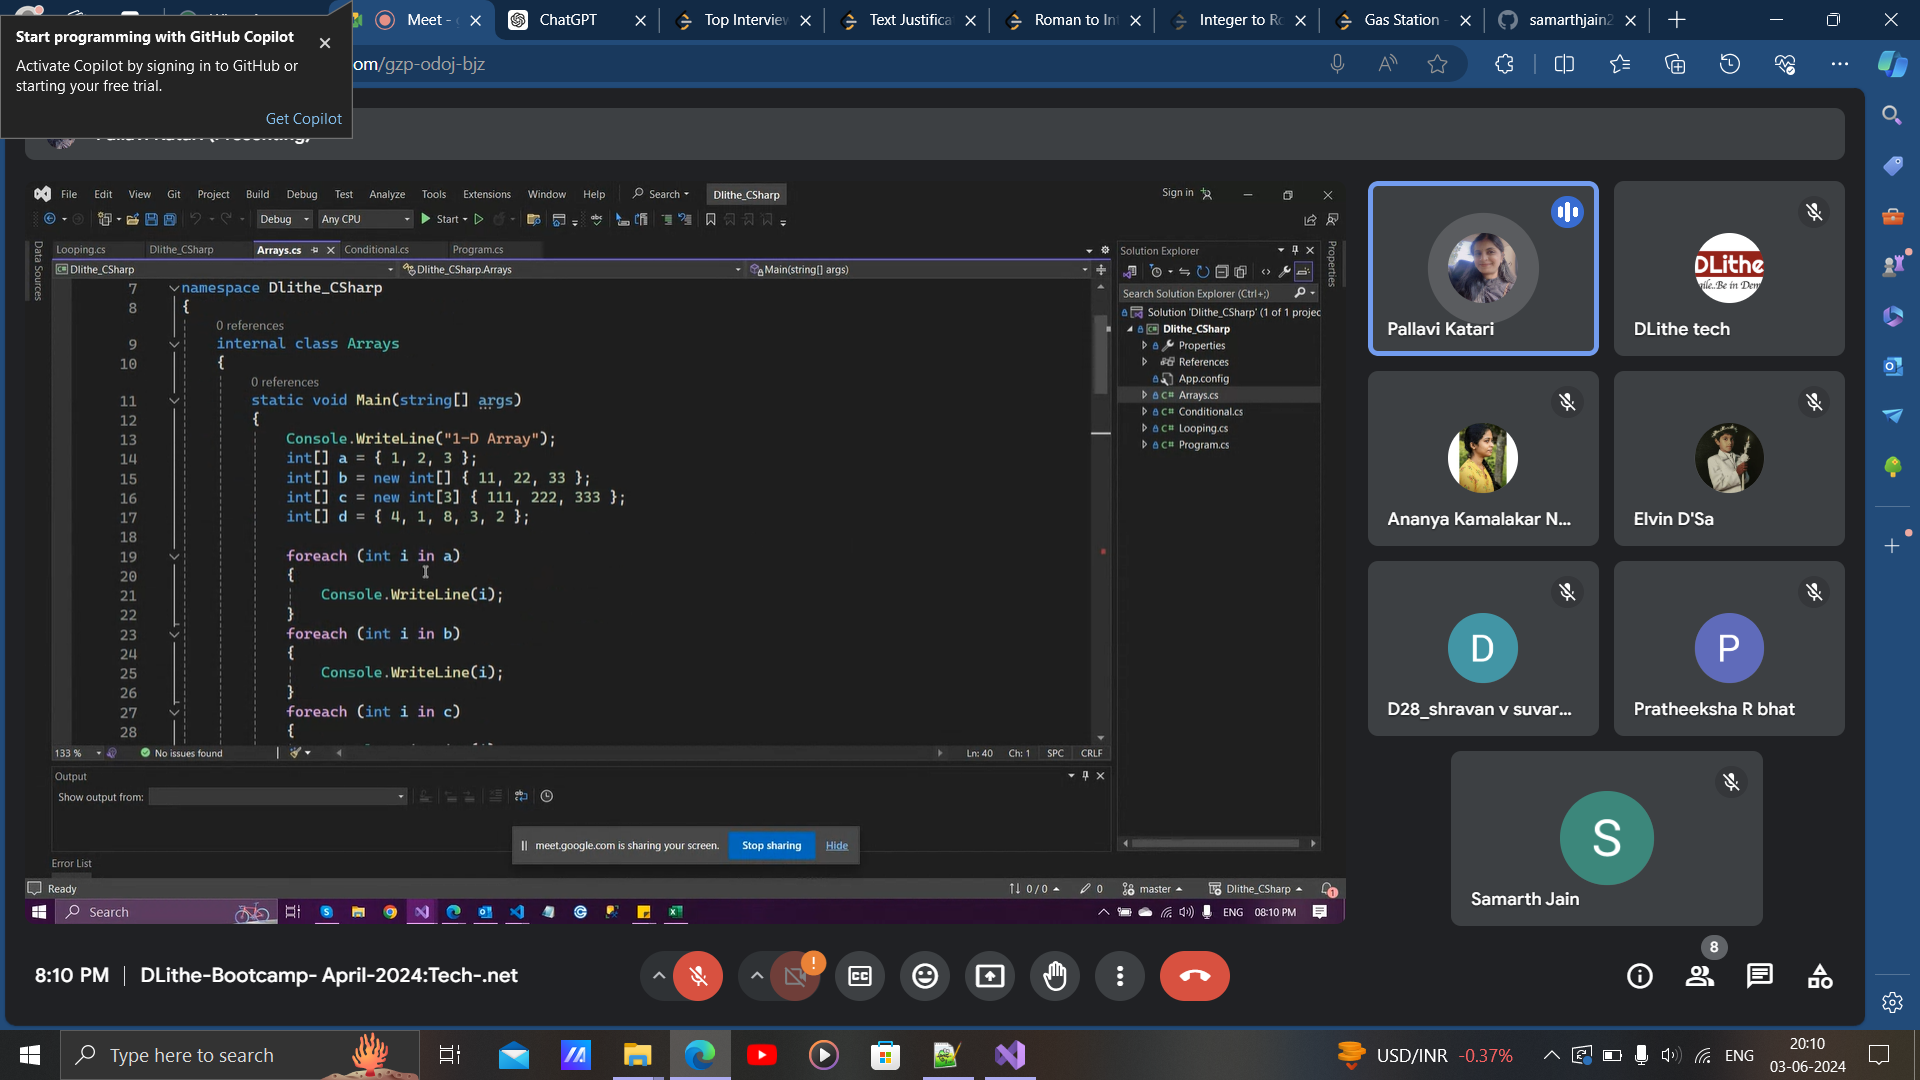 Start programming with GitHub Copilot
Activate Copilot by signing in to GitHub or
starting your free trial.
Get Copilot
Meet -
ChatGPT
Top Interview
Text Justifica
Roman to Int
Integer to Ro
Gas Station -
samarthjain2
om/gzp-odoj-bjz
File Edit View Git Project Build Debug Test Analyze Tools Extensions Window Help Search Dlithe_CSharp Sign in
Debug Any CPU Start
Data Sources
Looping.cs Dlithe_CSharp Arrays.cs Conditional.cs Program.cs
Dlithe_CSharp Dlithe_CSharp.Arrays Main(string[] args)
7 namespace Dlithe_CSharp
8 {
0 references
9 internal class Arrays
10 {
0 references
11 static void Main(string[] args)
12 {
13 Console.WriteLine("1-D Array");
14 int[] a = { 1, 2, 3 };
15 int[] b = new int[] { 11, 22, 33 };
16 int[] c = new int[3] { 111, 222, 333 };
17 int[] d = { 4, 1, 8, 3, 2 };
18
19 foreach (int i in a)
20 {
21 Console.WriteLine(i);
22 }
23 foreach (int i in b)
24 {
25 Console.WriteLine(i);
26 }
27 foreach (int i in c)
28 {
133 % No issues found Ln: 40 Ch: 1 SPC CRLF
Output
Show output from:
Error List
Solution Explorer
Search Solution Explorer (Ctrl+;)
Solution 'Dlithe_CSharp' (1 of 1 projec
Dlithe_CSharp
Properties
References
App.config
Arrays.cs
Conditional.cs
Looping.cs
Program.cs
Properties
meet.google.com is sharing your screen. Stop sharing Hide
Ready 0 / 0 0 master Dlithe_CSharp 1
Search ENG 08:10 PM
Pallavi Katari
DLithe
DLithe tech
Ananya Kamalakar N...
Elvin D'Sa
D
D28_shravan v suvar...
P
Pratheeksha R bhat
S
Samarth Jain
8:10 PM | DLithe-Bootcamp- April-2024:Tech-.net
!
CC
8
Type here to search
USD/INR -0.37%
ENG
20:10
03-06-2024